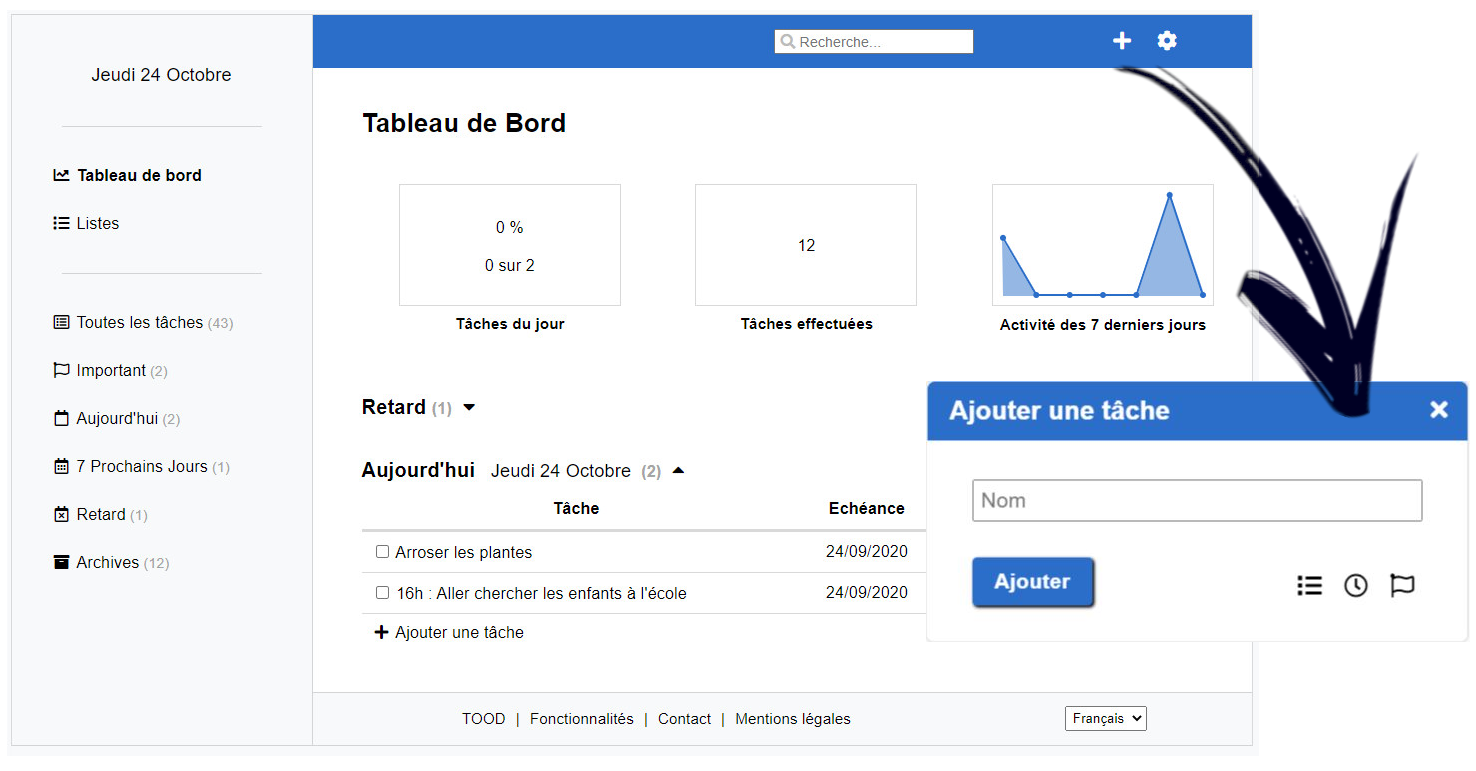 Recherche...
Jeudi 24 Octobre
Tableau de bord
Listes
Toutes les tâches (43)
Important (2)
Aujourd'hui (2)
7 Prochains Jours (1)
Retard (1)
Archives (12)
Tableau de Bord
0 %
0 sur 2
Tâches du jour
12
Tâches effectuées
Activité des 7 derniers jours
Retard (1)
Aujourd'hui Jeudi 24 Octobre (2)
Tâche Echéance
Arroser les plantes 24/09/2020
16h : Aller chercher les enfants à l'école 24/09/2020
Ajouter une tâche
Ajouter une tâche
Nom
Ajouter
TOOD | Fonctionnalités | Contact | Mentions légales
Français